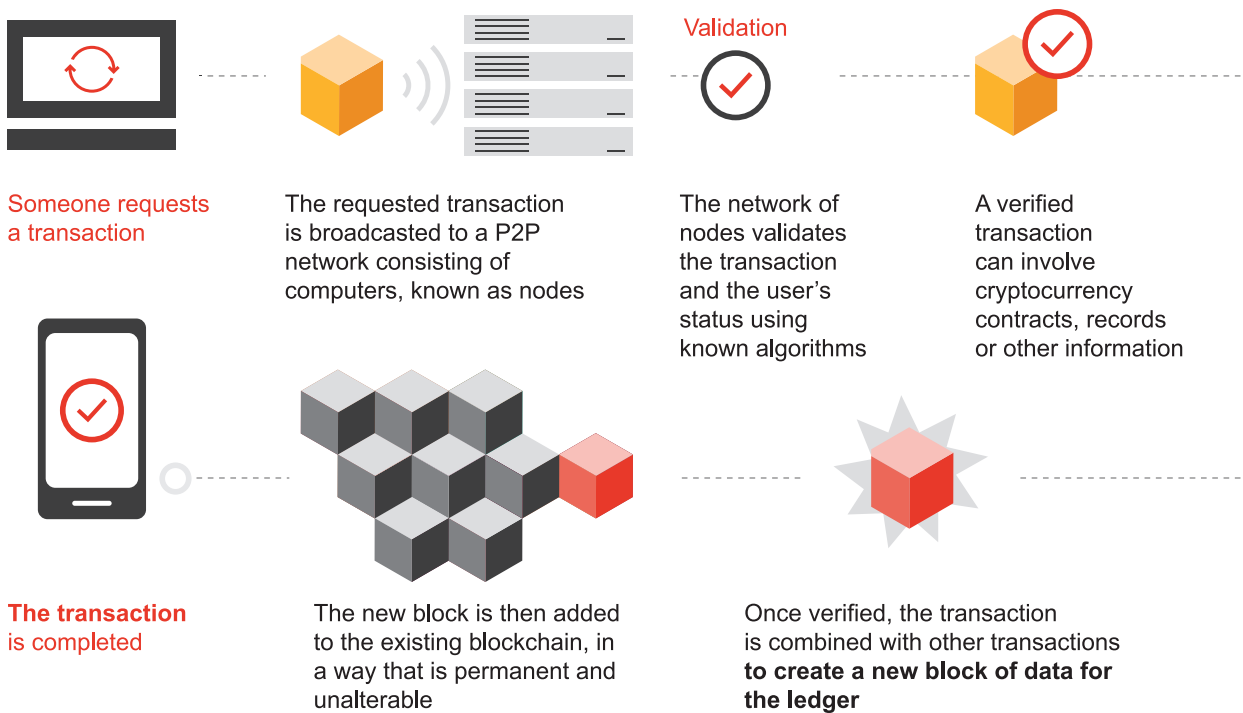 Validation
Someone requests
a transaction
The requested transaction
is broadcasted to a P2P
network consisting of
computers, known as nodes
The network of
nodes validates
the transaction
and the user's
status using
known algorithms
A verified
transaction
can involve
cryptocurrency
contracts, records
or other information
The transaction
is completed
The new block is then added
to the existing blockchain, in
a way that is permanent and
unalterable
Once verified, the transaction
is combined with other transactions
to create a new block of data for
the ledger